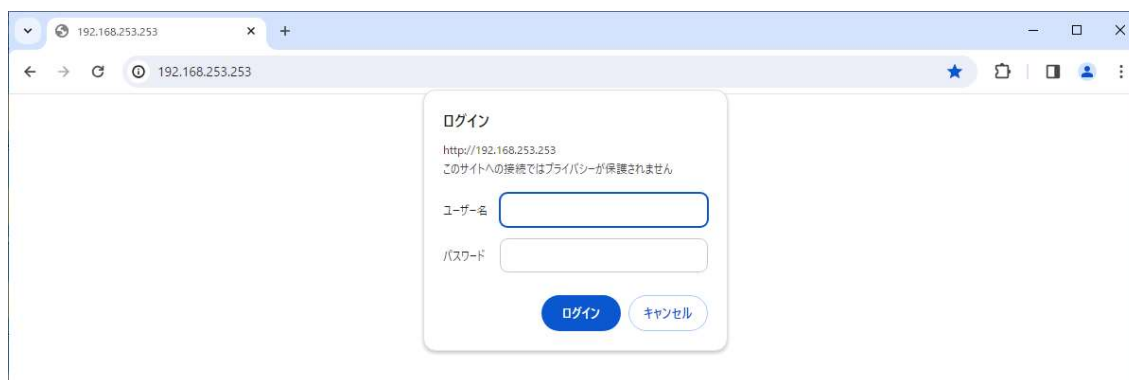 192.168.253.253
192.168.253.253
ログイン
http://192.168.253.253
このサイトへの接続ではプライバシーが保護されません
ユーザー名
パスワード
ログイン
キャンセル